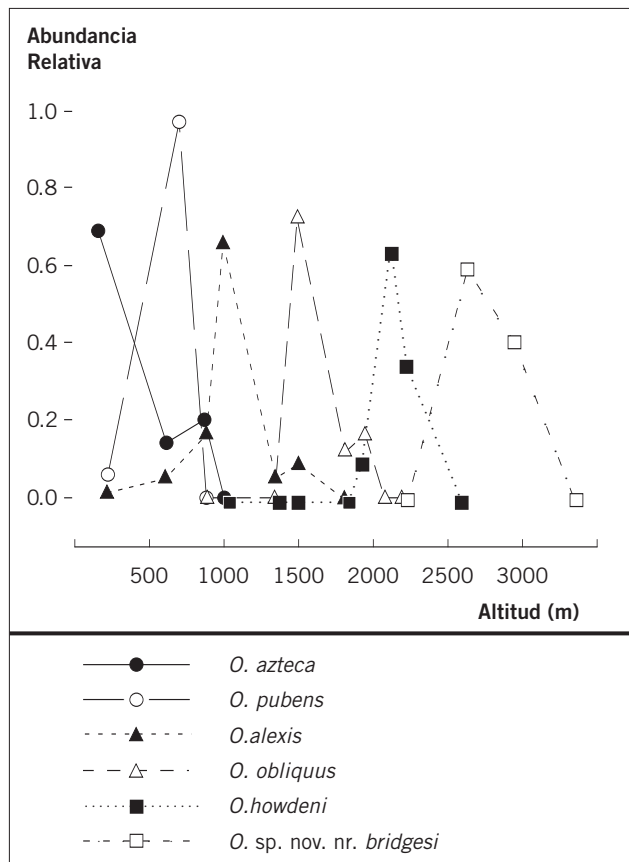 Abundancia
Relativa
1.0
0.8
0.6
0.4
0.2
0.0
500 1000 1500 2000 2500 3000
Altitud (m)
O. azteca
O. pubens
O.alexis
O. obliquus
O.howdeni
O. sp. nov. nr. bridgesi